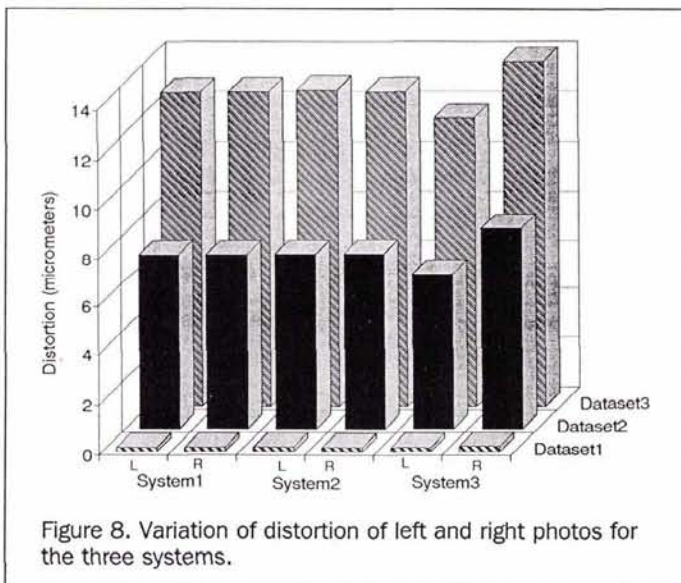 14
12
10
8
6
4
2
0
Distortion (micrometers)
L R L R L R
System1 System2 System3
Dataset3
Dataset2
Dataset1
Figure 8. Variation of distortion of left and right photos for
the three systems.